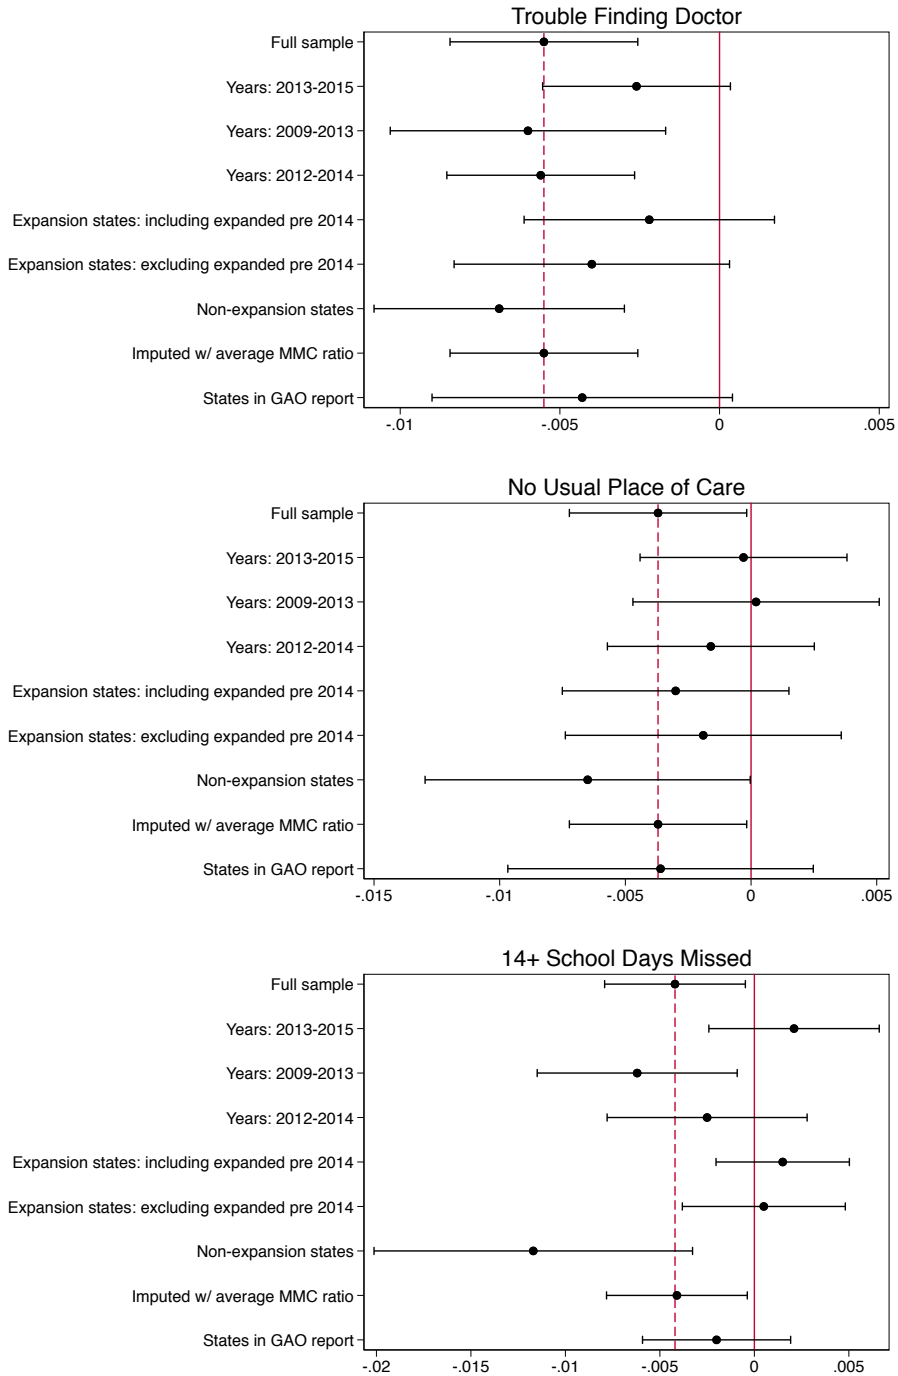 Trouble Finding Doctor
Full sample
Years: 2013-2015
Years: 2009-2013
Years: 2012-2014
Expansion states: including expanded pre 2014
Expansion states: excluding expanded pre 2014
Non-expansion states
Imputed w/ average MMC ratio
States in GAO report
-.01 -.005 0 .005
No Usual Place of Care
Full sample
Years: 2013-2015
Years: 2009-2013
Years: 2012-2014
Expansion states: including expanded pre 2014
Expansion states: excluding expanded pre 2014
Non-expansion states
Imputed w/ average MMC ratio
States in GAO report
-.015 -.01 -.005 0 .005
14+ School Days Missed
Full sample
Years: 2013-2015
Years: 2009-2013
Years: 2012-2014
Expansion states: including expanded pre 2014
Expansion states: excluding expanded pre 2014
Non-expansion states
Imputed w/ average MMC ratio
States in GAO report
-.02 -.015 -.01 -.005 0 .005